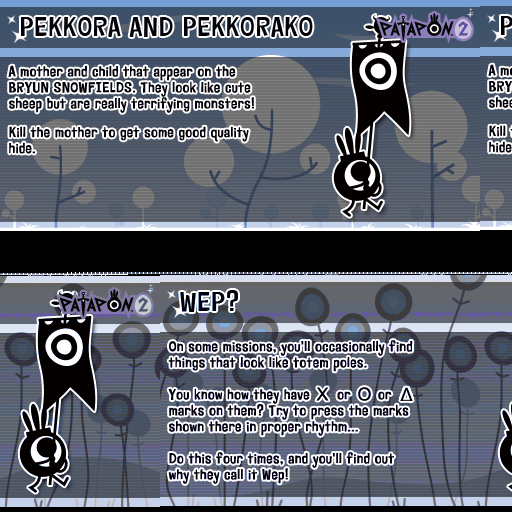 PEKKORA AND PEKKORAKO
PATAPON 2
P
A mother and child that appear on the
BRYUN SNOWFIELDS. They look like cute
sheep but are really terrifying monsters!
Kill the mother to get some good quality
hide.
A m
BRY
shee
Kill t
hide
PATAPON 2
WEP?
On some missions, you'll occasionally find
things that look like totem poles.
You know how they have X or O or △
marks on them? Try to press the marks
shown there in proper rhythm...
Do this four times, and you'll find out
why they call it Wep!